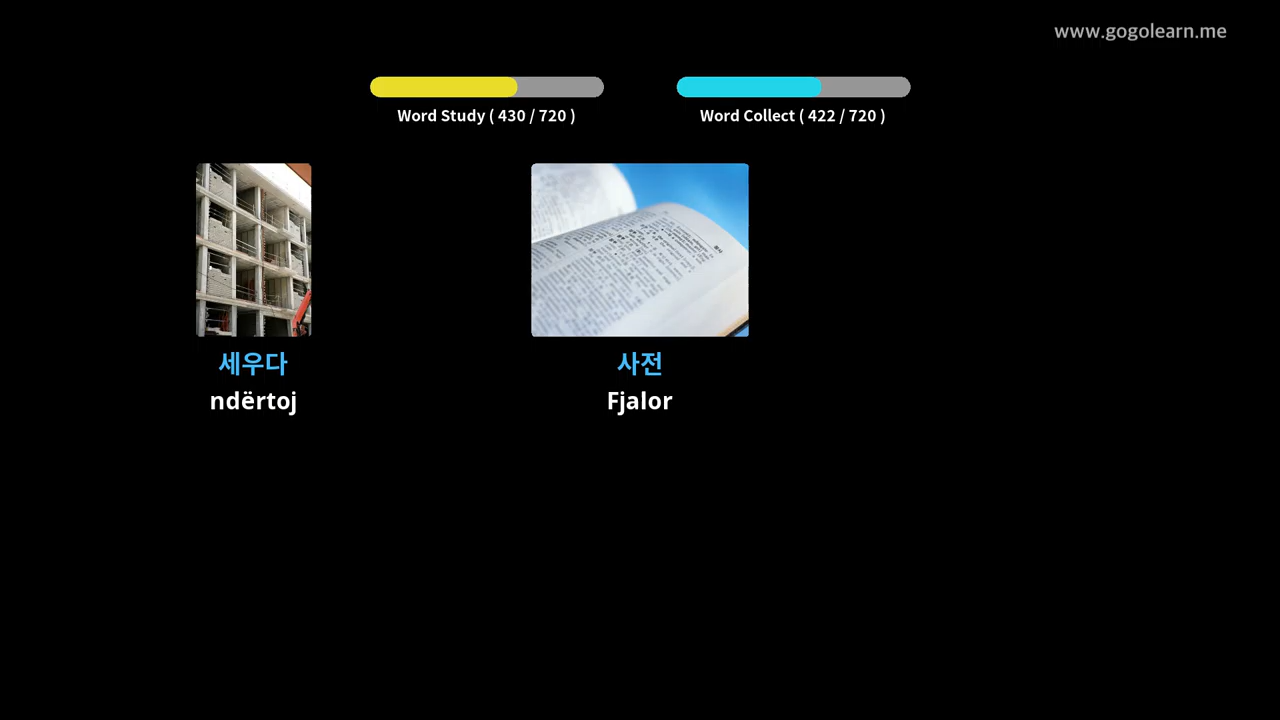 www.gogolearn.me
Word Study ( 430 / 720 )
Word Collect ( 422 / 720 )
세우다
사전
ndërtoj
Fjalor